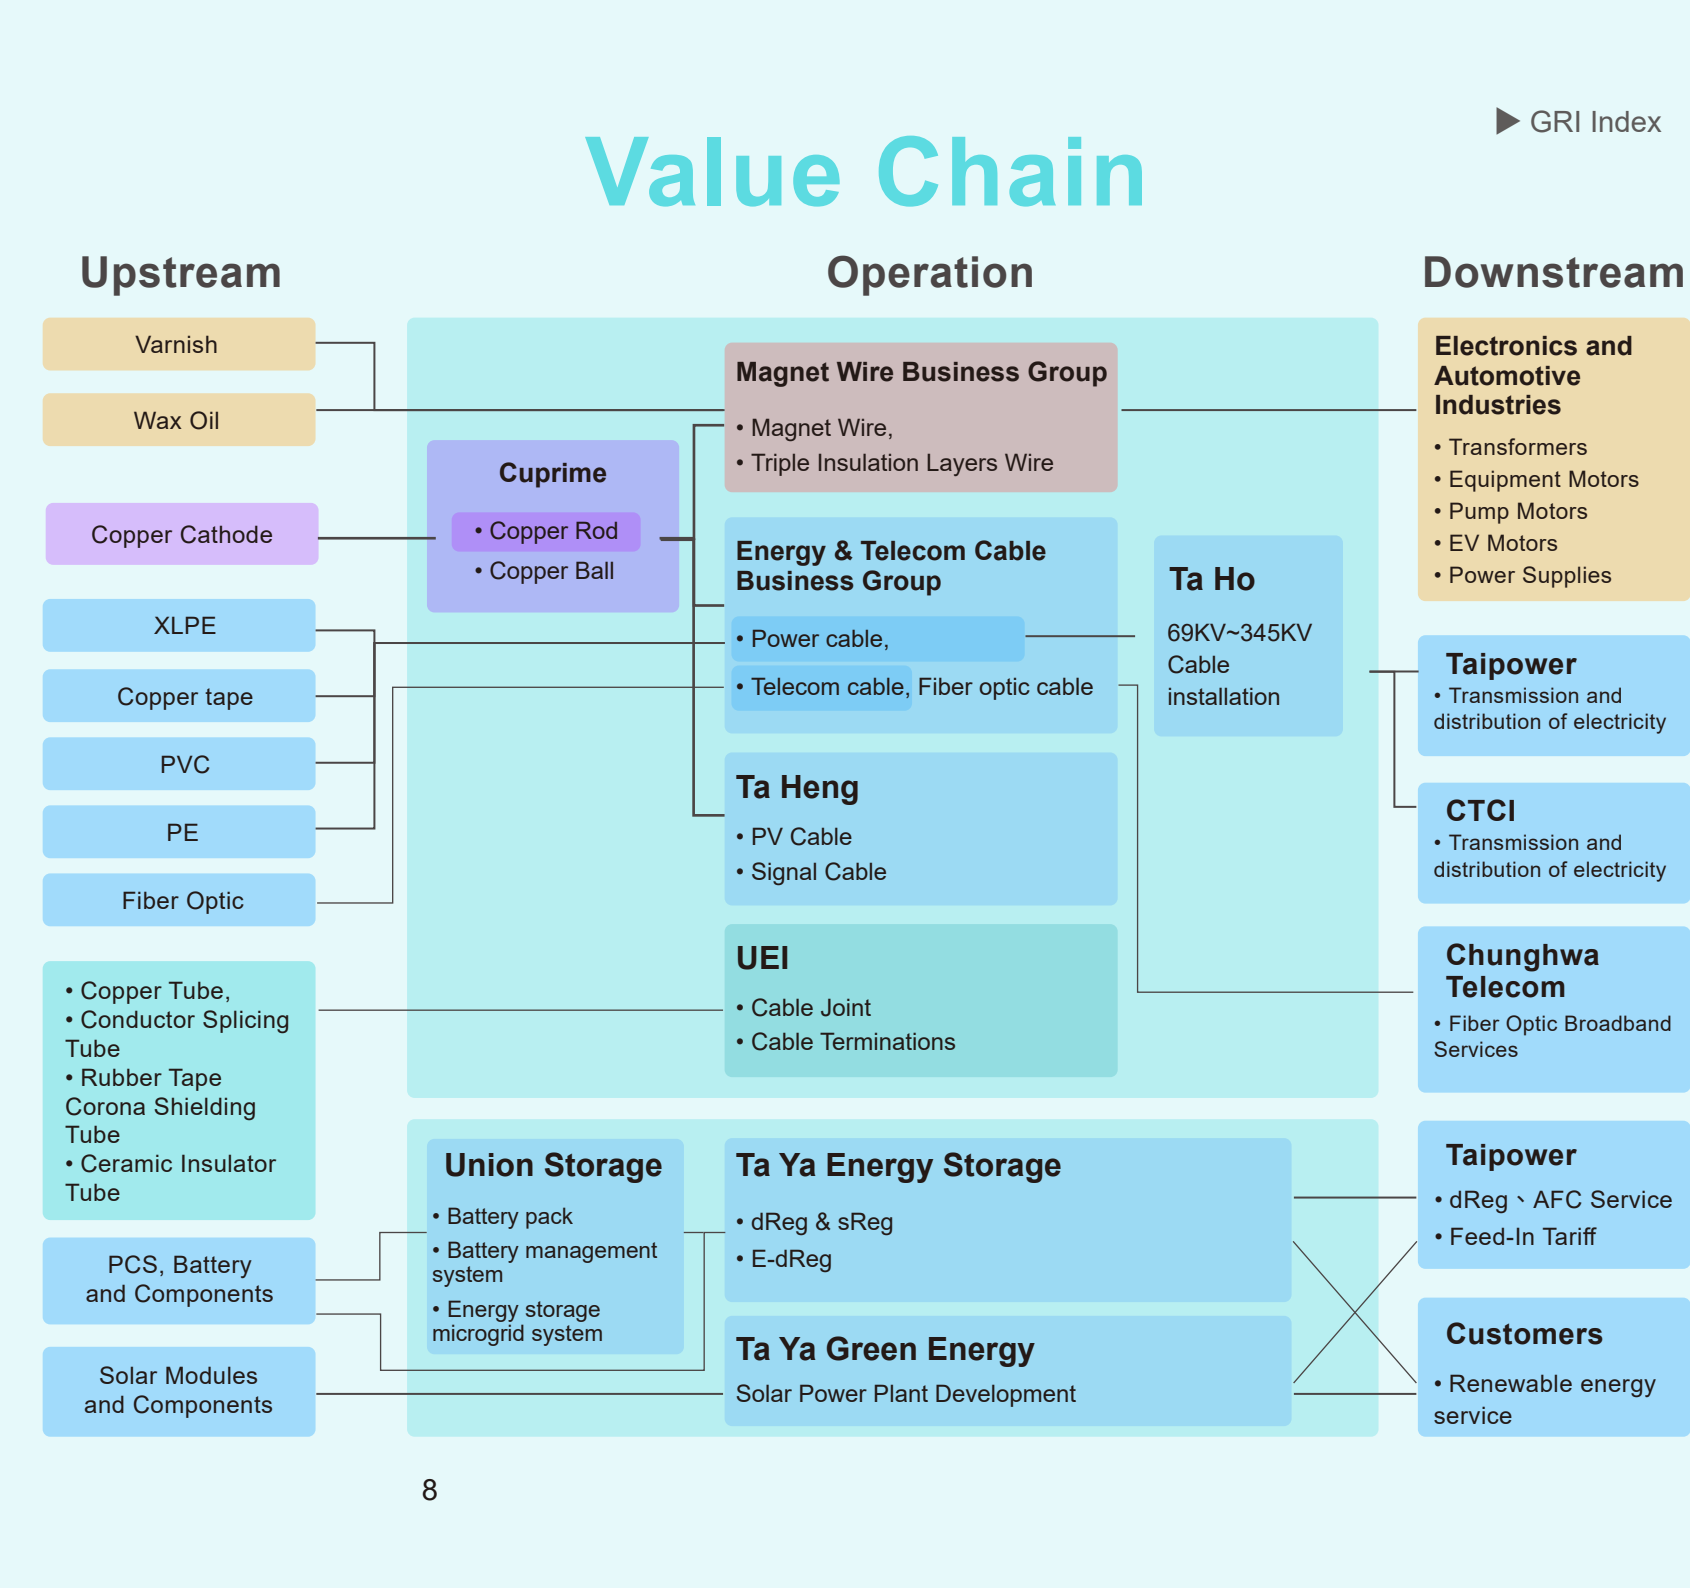 GRI Index
Value Chain
Upstream
Operation
Downstream
Varnish
Wax Oil
Copper Cathode
XLPE
Copper tape
PVC
PE
Fiber Optic
• Copper Tube,
• Conductor Splicing
Tube
• Rubber Tape
Corona Shielding
Tube
• Ceramic Insulator
Tube
PCS, Battery
and Components
Solar Modules
and Components
Cuprime
• Copper Rod
• Copper Ball
Magnet Wire Business Group
• Magnet Wire,
• Triple Insulation Layers Wire
Energy & Telecom Cable
Business Group
• Power cable,
• Telecom cable, Fiber optic cable
Ta Heng
• PV Cable
• Signal Cable
UEI
• Cable Joint
• Cable Terminations
Ta Ho
69KV~345KV
Cable
installation
Union Storage
• Battery pack
• Battery management
system
• Energy storage
microgrid system
Ta Ya Energy Storage
• dReg & sReg
• E-dReg
Ta Ya Green Energy
Solar Power Plant Development
Electronics and
Automotive
Industries
• Transformers
• Equipment Motors
• Pump Motors
• EV Motors
• Power Supplies
Taipower
• Transmission and
distribution of electricity
CTCI
• Transmission and
distribution of electricity
Chunghwa
Telecom
• Fiber Optic Broadband
Services
Taipower
• dReg、AFC Service
• Feed-In Tariff
Customers
• Renewable energy
service
8